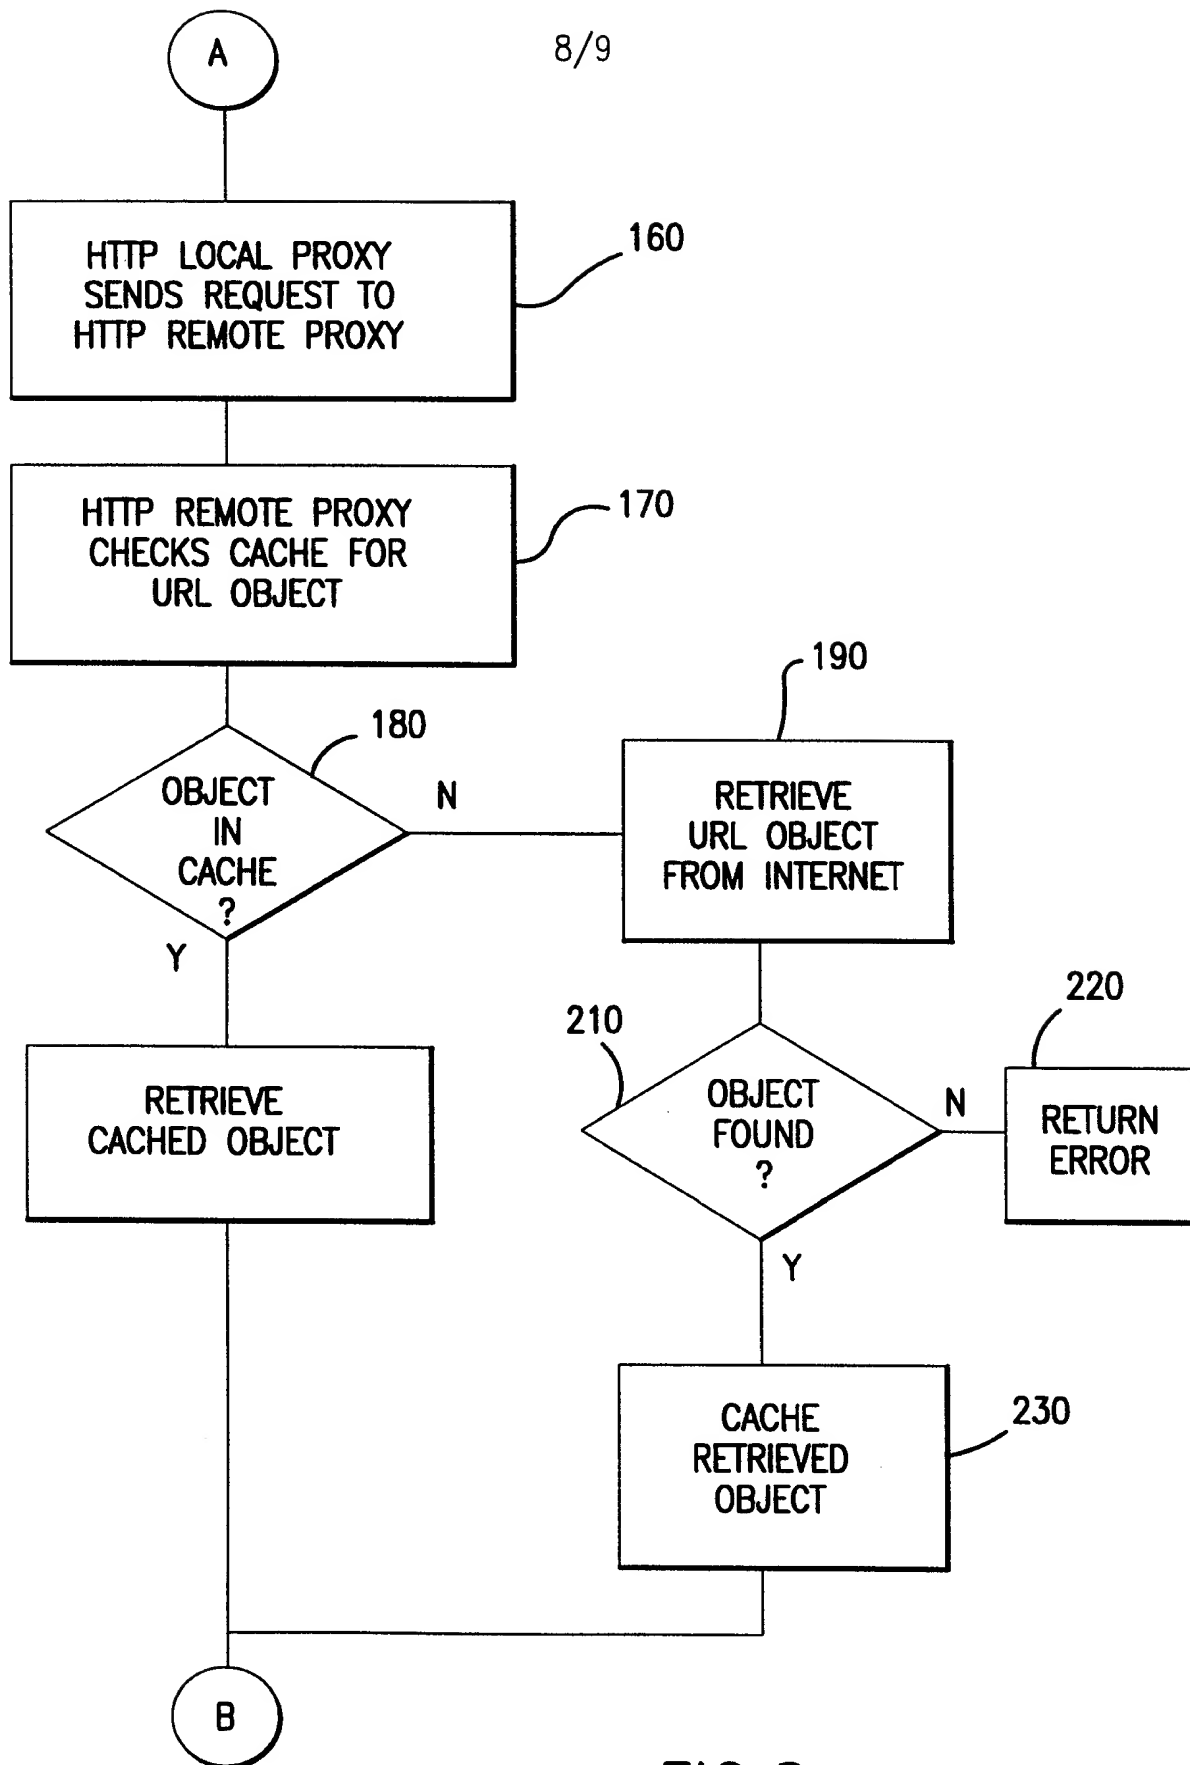 A
8/9
HTTP LOCAL PROXY
SENDS REQUEST TO
HTTP REMOTE PROXY
160
HTTP REMOTE PROXY
CHECKS CACHE FOR
URL OBJECT
170
180
OBJECT
IN
CACHE
?
N
Y
190
RETRIEVE
URL OBJECT
FROM INTERNET
RETRIEVE
CACHED OBJECT
210
OBJECT
FOUND
?
N
Y
220
RETURN
ERROR
CACHE
RETRIEVED
OBJECT
230
B